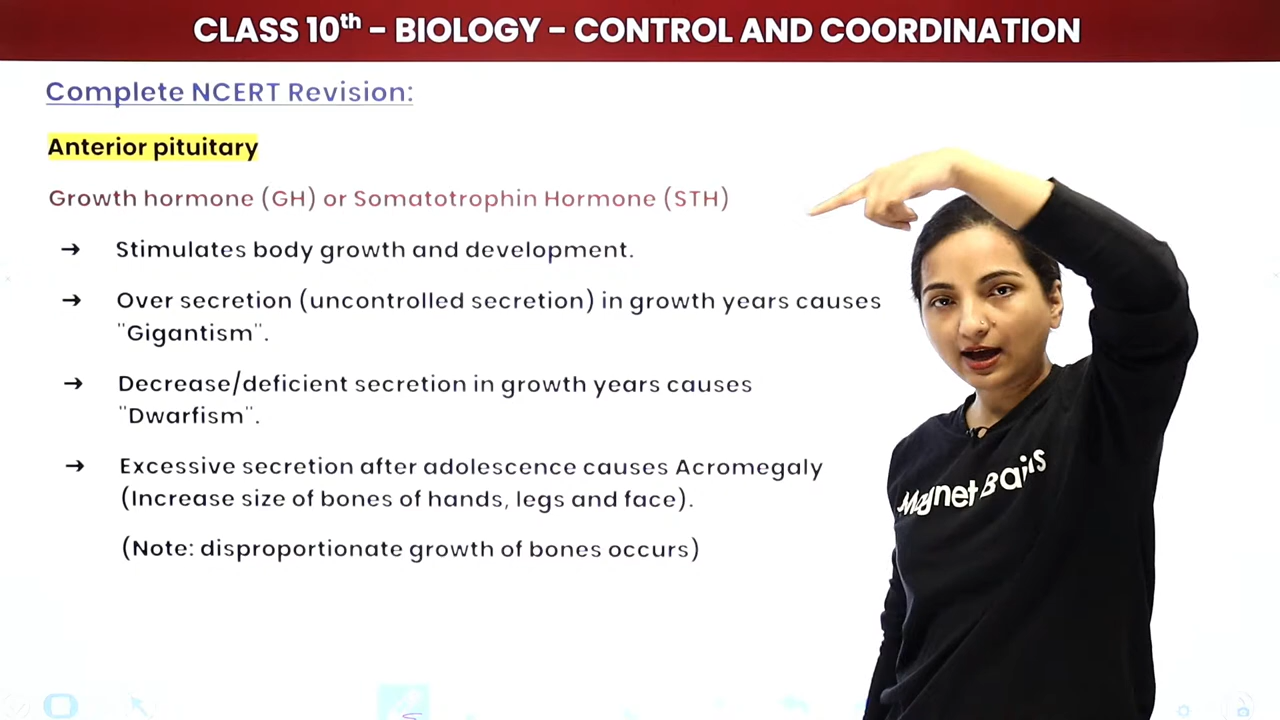 CLASS 10th – BIOLOGY – CONTROL AND COORDINATION
Complete NCERT Revision:
Anterior pituitary
Growth hormone (GH) or Somatotrophin Hormone (STH)
→ Stimulates body growth and development.
→ Over secretion (uncontrolled secretion) in growth years causes
"Gigantism".
→ Decrease/deficient secretion in growth years causes
"Dwarfism".
→ Excessive secretion after adolescence causes Acromegaly
(Increase size of bones of hands, legs and face).
(Note: disproportionate growth of bones occurs)
Magnet Brains